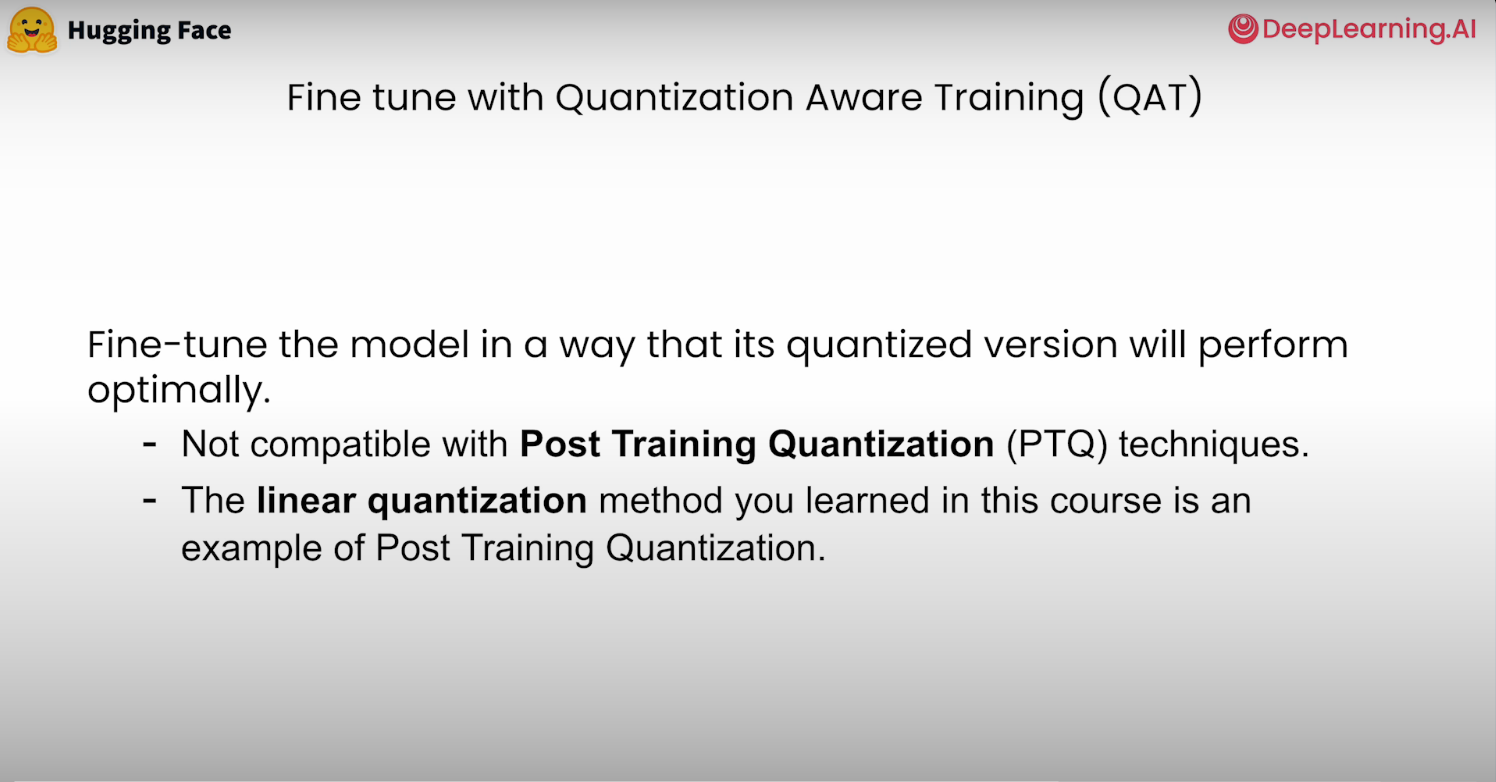 Hugging Face
DeepLearning.AI
Fine tune with Quantization Aware Training (QAT)
Fine-tune the model in a way that its quantized version will perform
optimally.
- Not compatible with Post Training Quantization (PTQ) techniques.
- The linear quantization method you learned in this course is an
example of Post Training Quantization.